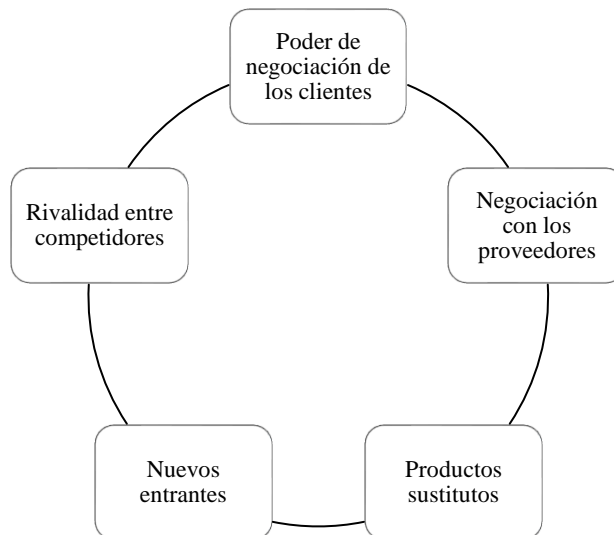 Poder de
negociación de
los clientes
Negociación
con los
proveedores
Productos
sustitutos
Nuevos
entrantes
Rivalidad entre
competidores